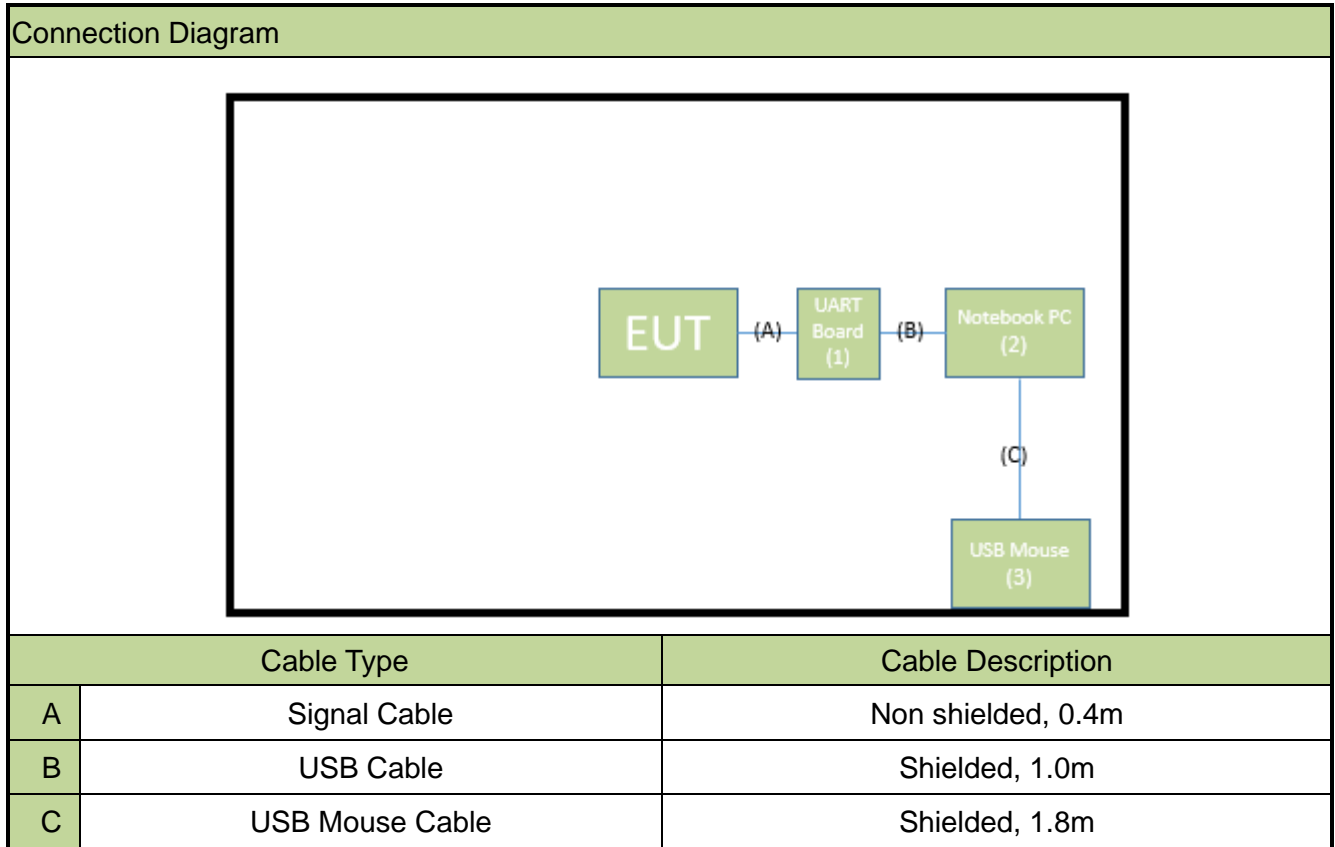 Connection Diagram
EUT
(A)
UART
Board
(1)
(B)
Notebook PC
(2)
(C)
USB Mouse
(3)
Cable Type Cable Description
A Signal Cable Non shielded, 0.4m
B USB Cable Shielded, 1.0m
C USB Mouse Cable Shielded, 1.8m